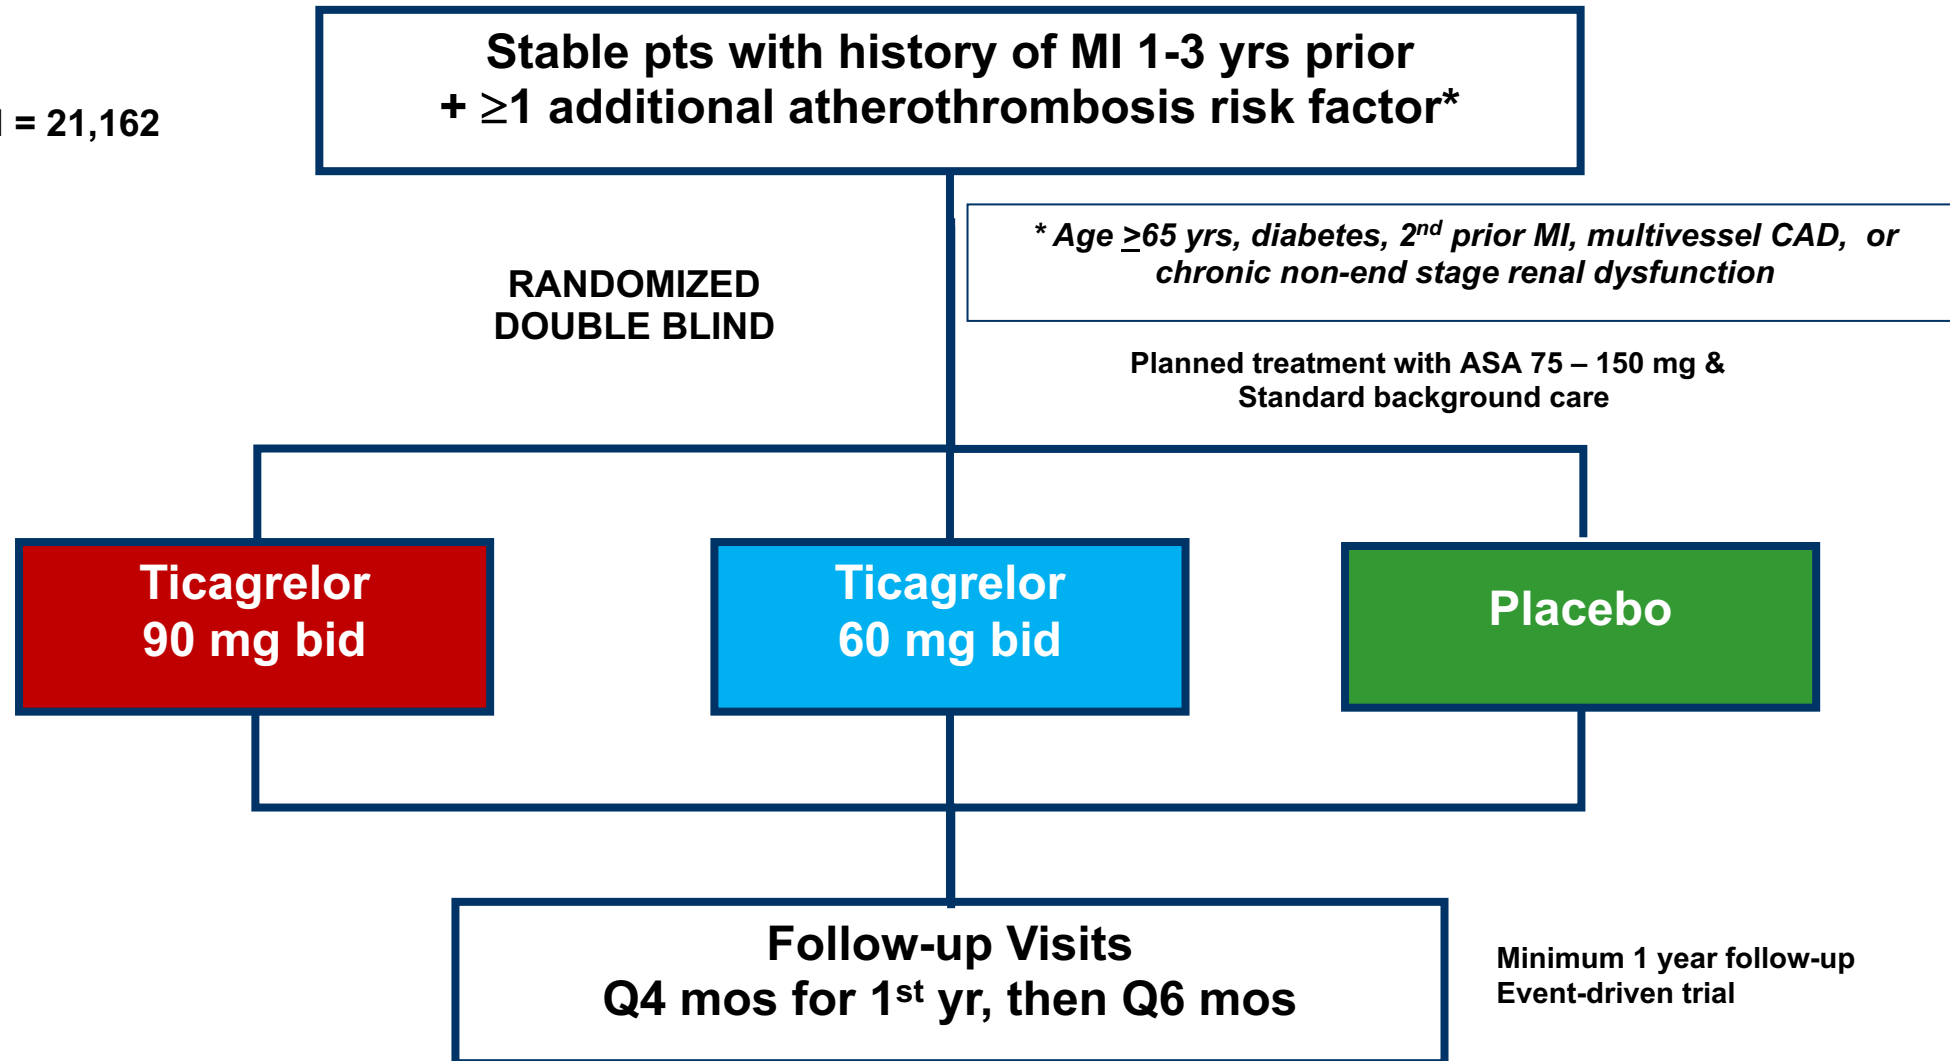 Stable pts with history of MI 1-3 yrs prior
+ ≥1 additional atherothrombosis risk factor*
= 21,162
* Age ≥65 yrs, diabetes, 2nd prior MI, multivessel CAD, or
chronic non-end stage renal dysfunction
RANDOMIZED
DOUBLE BLIND
Planned treatment with ASA 75 – 150 mg &
Standard background care
Ticagrelor
90 mg bid
Ticagrelor
60 mg bid
Placebo
Follow-up Visits
Q4 mos for 1st yr, then Q6 mos
Minimum 1 year follow-up
Event-driven trial